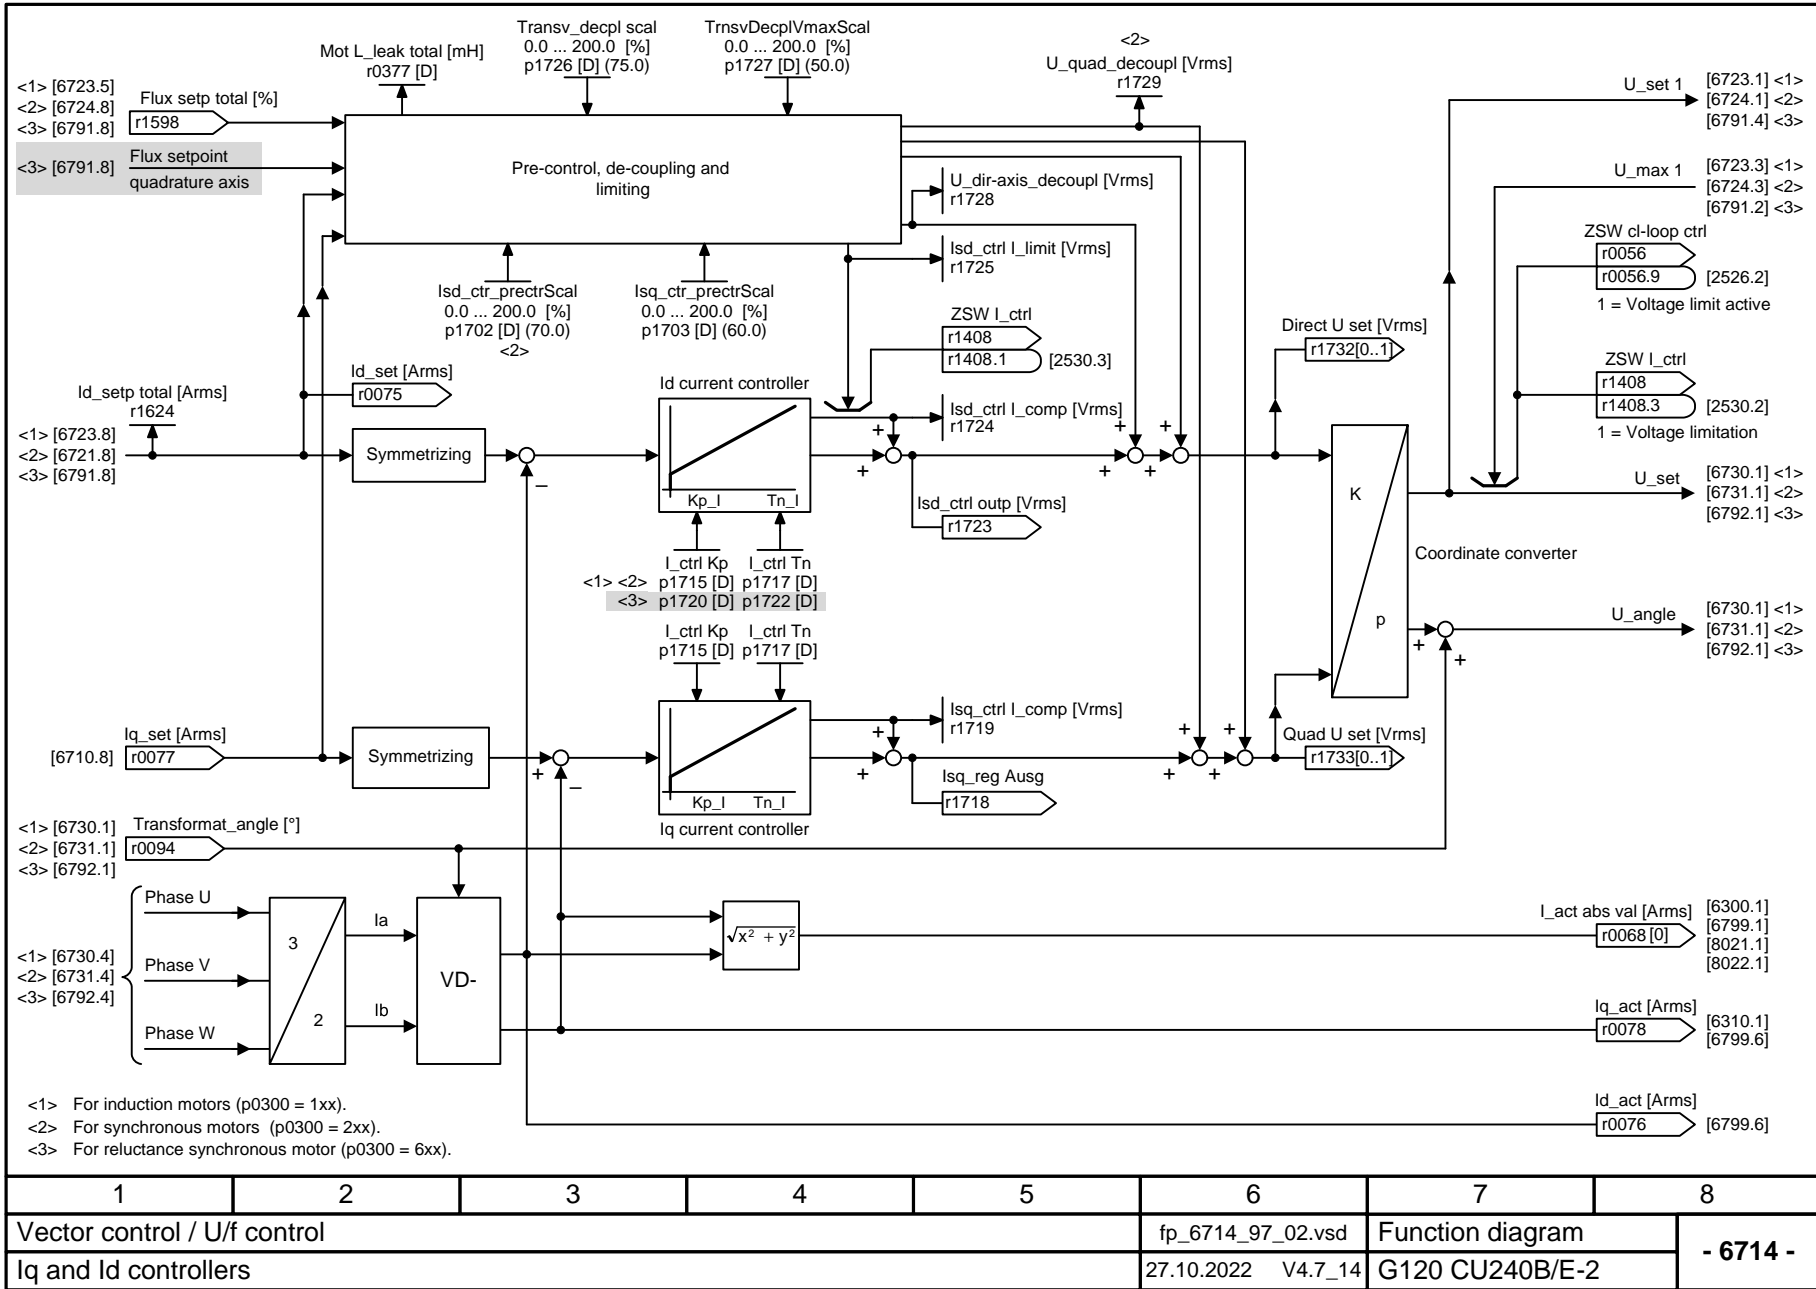 Mot L_leak total [mH]
r0377 [D]
Transv_decpl scal
0.0 ... 200.0 [%]
p1726 [D] (75.0)
TrnsvDecplVmaxScal
0.0 ... 200.0 [%]
p1727 [D] (50.0)
<2>
U_quad_decoupl [Vrms]
r1729
<1> [6723.5]
<2> [6724.8]
<3> [6791.8]
Flux setp total [%]
r1598
<3> [6791.8]
Flux setpoint
quadrature axis
Pre-control, de-coupling and
limiting
U_set 1
[6723.1] <1>
[6724.1] <2>
[6791.4] <3>
U_max 1
[6723.3] <1>
[6724.3] <2>
[6791.2] <3>
U_dir-axis_decoupl [Vrms]
r1728
Isd_ctrl I_limit [Vrms]
r1725
ZSW cl-loop ctrl
r0056
r0056.9
[2526.2]
1 = Voltage limit active
Isd_ctr_prectrScal
0.0 ... 200.0 [%]
p1702 [D] (70.0)
<2>
Isq_ctr_prectrScal
0.0 ... 200.0 [%]
p1703 [D] (60.0)
ZSW I_ctrl
r1408
r1408.1
[2530.3]
Direct U set [Vrms]
r1732[0..1]
ZSW I_ctrl
r1408
r1408.3
[2530.2]
1 = Voltage limitation
Id_set [Arms]
r0075
Id_setp total [Arms]
r1624
<1> [6723.8]
<2> [6721.8]
<3> [6791.8]
Symmetrizing
–
Id current controller
Kp_I
Tn_I
Isd_ctrl I_comp [Vrms]
r1724
+
+
+
+
+
+
Isd_ctrl outp [Vrms]
r1723
K
p
Coordinate converter
U_set
[6730.1] <1>
[6731.1] <2>
[6792.1] <3>
I_ctrl Kp
I_ctrl Tn
<1> <2> p1715 [D] p1717 [D]
<3> p1720 [D] p1722 [D]
I_ctrl Kp
p1715 [D]
I_ctrl Tn
p1717 [D]
U_angle
+
+
[6730.1] <1>
[6731.1] <2>
[6792.1] <3>
[6710.8]
Iq_set [Arms]
r0077
Symmetrizing
+
–
Kp_I
Tn_I
Iq current controller
Isq_ctrl I_comp [Vrms]
r1719
+
+
+
+
+
+
Isq_reg Ausg
r1718
Quad U set [Vrms]
r1733[0..1]
<1> [6730.1]
<2> [6731.1]
<3> [6792.1]
Transformat_angle [°]
r0094
<1> [6730.4]
<2> [6731.4]
<3> [6792.4]
Phase U
Phase V
Phase W
3
2
Ia
Ib
VD-
√x² + y²
I_act abs val [Arms]
r0068 [0]
[6300.1]
[6799.1]
[8021.1]
[8022.1]
Iq_act [Arms]
r0078
[6310.1]
[6799.6]
Id_act [Arms]
r0076
[6799.6]
<1> For induction motors (p0300 = 1xx).
<2> For synchronous motors (p0300 = 2xx).
<3> For reluctance synchronous motor (p0300 = 6xx).
1 2 3 4 5 6 7 8
Vector control / U/f control
fp_6714_97_02.vsd
Function diagram
- 6714 -
Iq and Id controllers
27.10.2022 V4.7_14
G120 CU240B/E-2